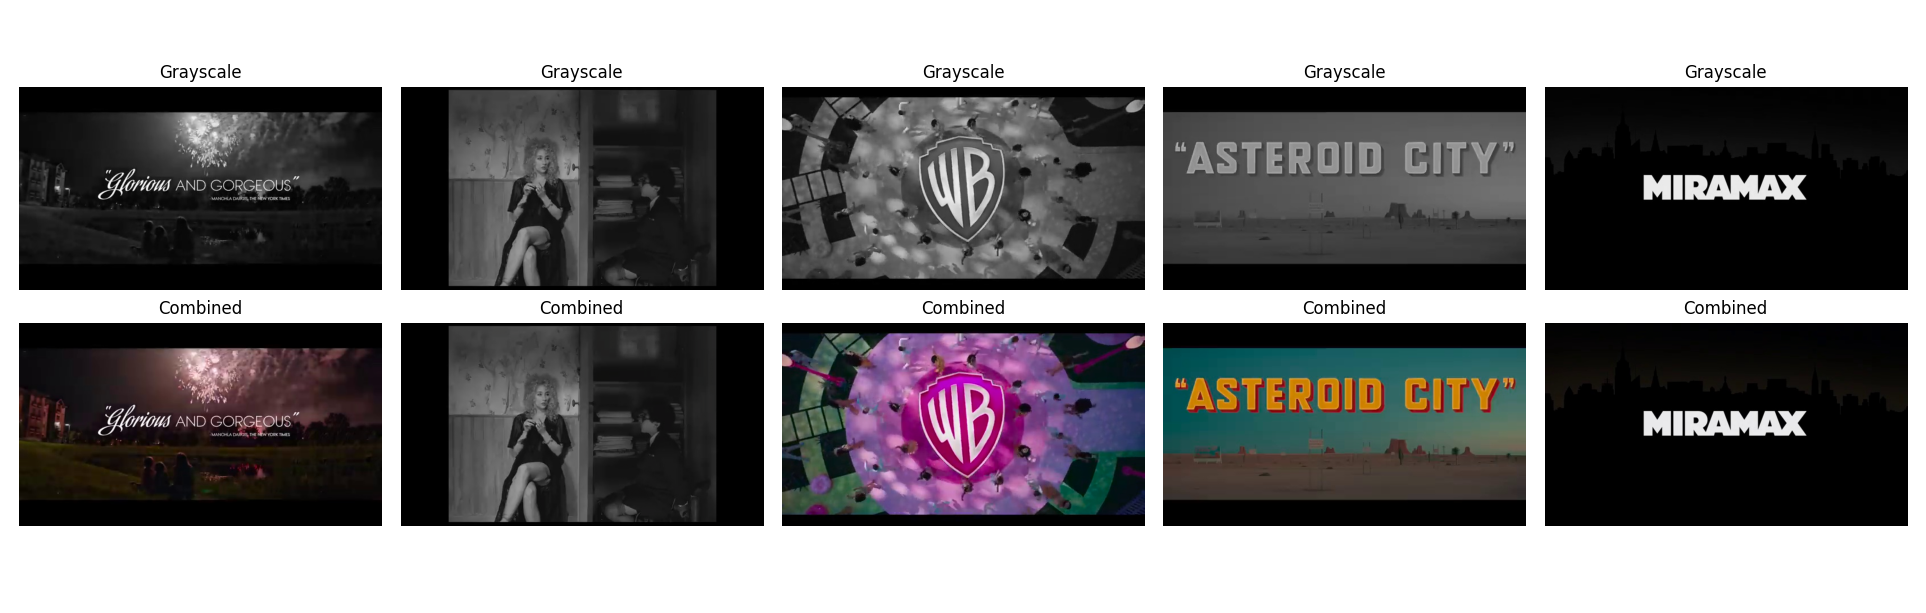 Grayscale
Grayscale
Grayscale
Grayscale
Grayscale
"Glorious AND GORGEOUS"
MANOHLA DARGIS, THE NEW YORK TIMES
WB
"ASTEROID CITY"
MIRAMAX
Combined
Combined
Combined
Combined
Combined
"Glorious AND GORGEOUS"
MANOHLA DARGIS, THE NEW YORK TIMES
WB
"ASTEROID CITY"
MIRAMAX